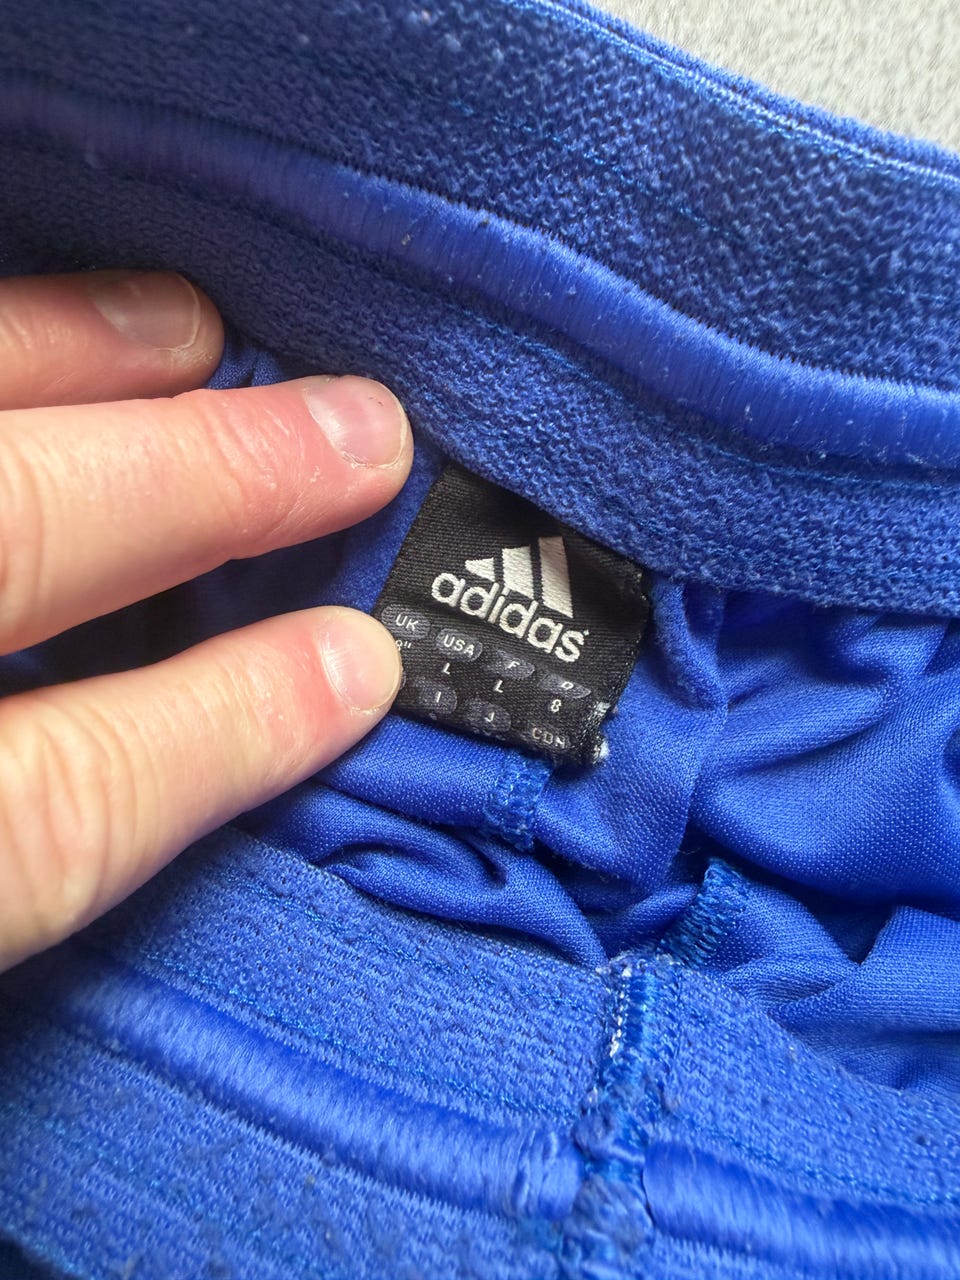 adidas
UK USA F D
L L 8
I J CDN